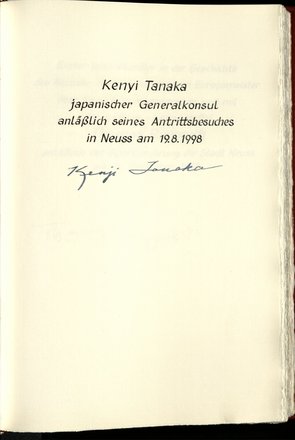 Kenyi Tanaka
japanischer Generalkonsul
anläßlich seines Antrittsbesuches
in Neuss am 19.8.1998
Kenji Tanaka